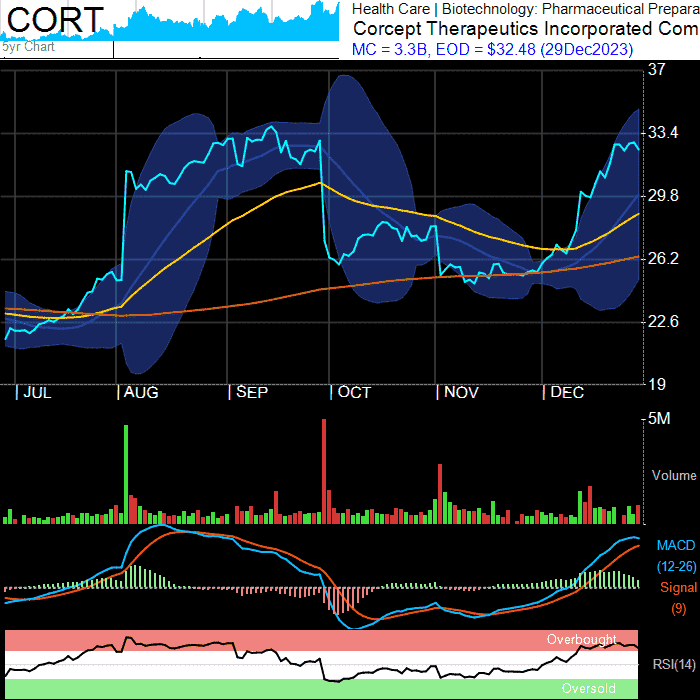 CORT
5yr Chart
Health Care | Biotechnology: Pharmaceutical Prepara
Corcept Therapeutics Incorporated Com
MC = 3.3B, EOD = $32.48 (29Dec2023)
37
33.4
29.8
26.2
22.6
19
JUL AUG SEP OCT NOV DEC
5M
Volume
MACD
(12-26)
Signal
(9)
Overbought
RSI(14)
Oversold